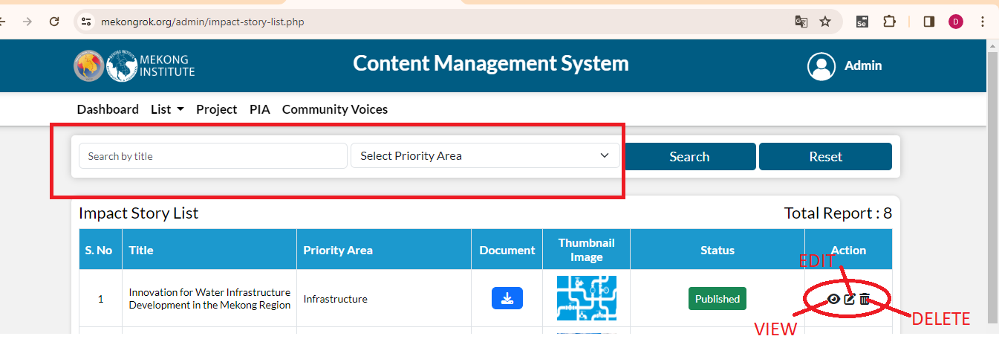 mekongrok.org/admin/impact-story-list.php
Se
D
MEKONG
INSTITUTE
Content Management System
Admin
Dashboard List Project PIA Community Voices
Search by title
Select Priority Area
Search
Reset
Impact Story List
Total Report : 8
S. No
Title
Priority Area
Document
Thumbnail
Image
Status
Action
EDIT
1
Innovation for Water Infrastructure
Development in the Mekong Region
Infrastructure
Published
VIEW
DELETE